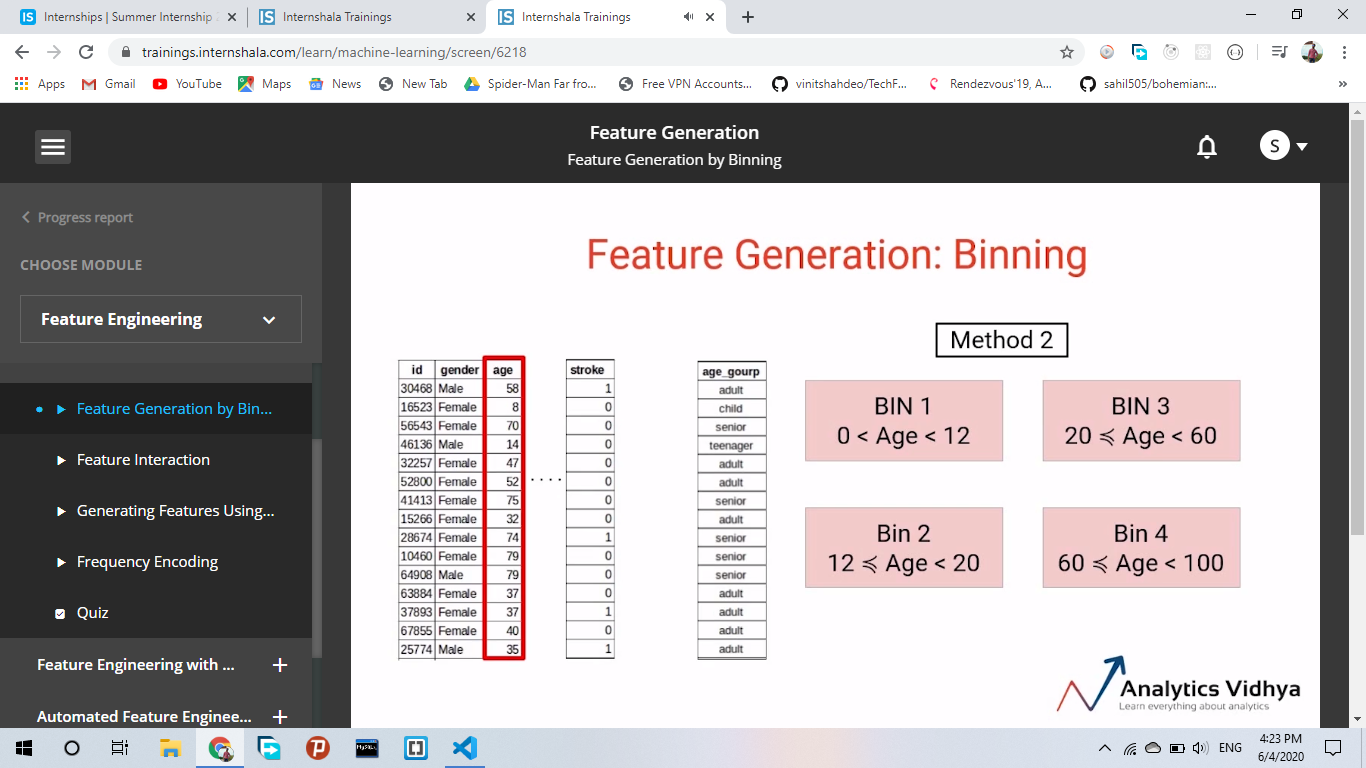 Internships | Summer Internship
Internshala Trainings
Internshala Trainings
trainings.internshala.com/learn/machine-learning/screen/6218
Apps Gmail YouTube Maps News New Tab Spider-Man Far fro... Free VPN Accounts... vinitshahdeo/TechF... Rendezvous'19, A... sahil505/bohemian:... »
Feature Generation
Feature Generation by Binning
S
Progress report
CHOOSE MODULE
Feature Engineering
Feature Generation by Bin...
Feature Interaction
Generating Features Using...
Frequency Encoding
Quiz
Feature Engineering with ... +
Automated Feature Enginee... +
Feature Generation: Binning
id gender age stroke age_gourp
30468 Male 58 1 adult
16523 Female 8 0 child
56543 Female 70 0 senior
46136 Male 14 0 teenager
32257 Female 47 0 adult
52800 Female 52 0 adult
41413 Female 75 0 senior
15266 Female 32 0 adult
28674 Female 74 1 senior
10460 Female 79 0 senior
64908 Male 79 0 senior
63884 Female 37 0 adult
37893 Female 37 1 adult
67855 Female 40 0 adult
25774 Male 35 1 adult
. . . .
Method 2
BIN 1
0 < Age < 12
BIN 3
20 ≼ Age < 60
Bin 2
12 ≼ Age < 20
Bin 4
60 ≼ Age < 100
Analytics Vidhya
Learn everything about analytics
ENG
4:23 PM
6/4/2020